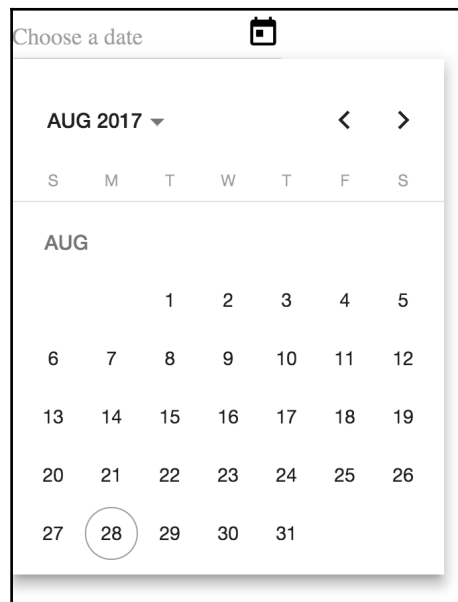 Choose a date
AUG 2017
S M T W T F S
AUG
1 2 3 4 5
6 7 8 9 10 11 12
13 14 15 16 17 18 19
20 21 22 23 24 25 26
27 28 29 30 31